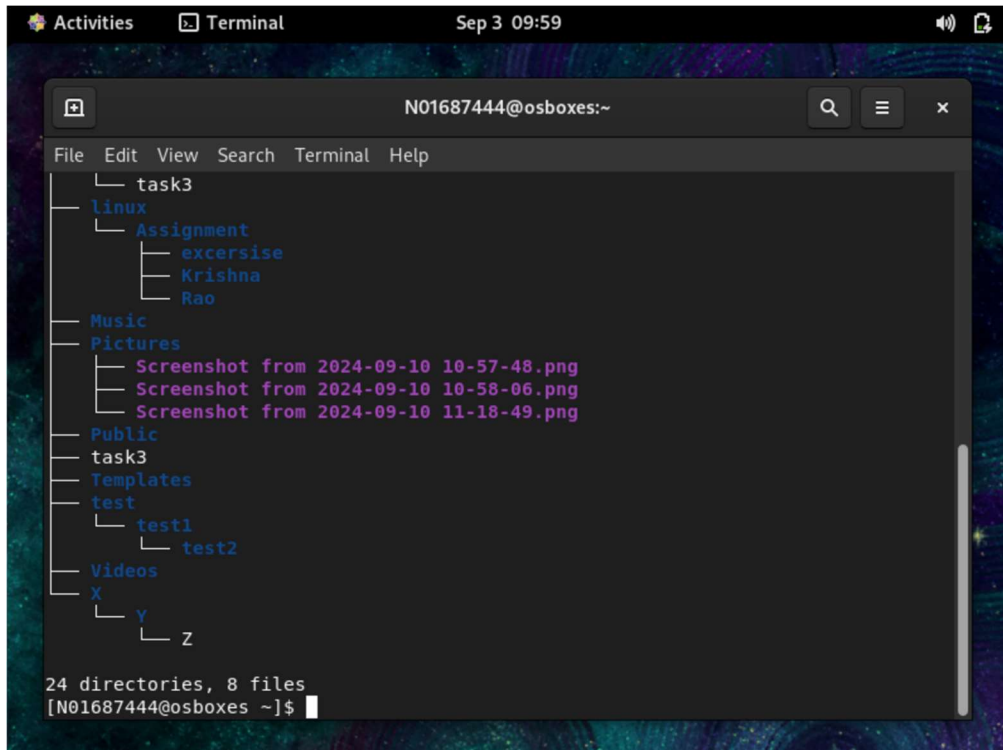 Activities Terminal Sep 3 09:59
N01687444@osboxes:~
File Edit View Search Terminal Help
└── task3
├── linux
│   └── Assignment
│       ├── excersise
│       ├── Krishna
│       └── Rao
├── Music
├── Pictures
│   ├── Screenshot from 2024-09-10 10-57-48.png
│   ├── Screenshot from 2024-09-10 10-58-06.png
│   └── Screenshot from 2024-09-10 11-18-49.png
├── Public
├── task3
├── Templates
├── test
│   └── test1
│       └── test2
├── Videos
└── X
    └── Y
        └── Z
24 directories, 8 files
[N01687444@osboxes ~]$